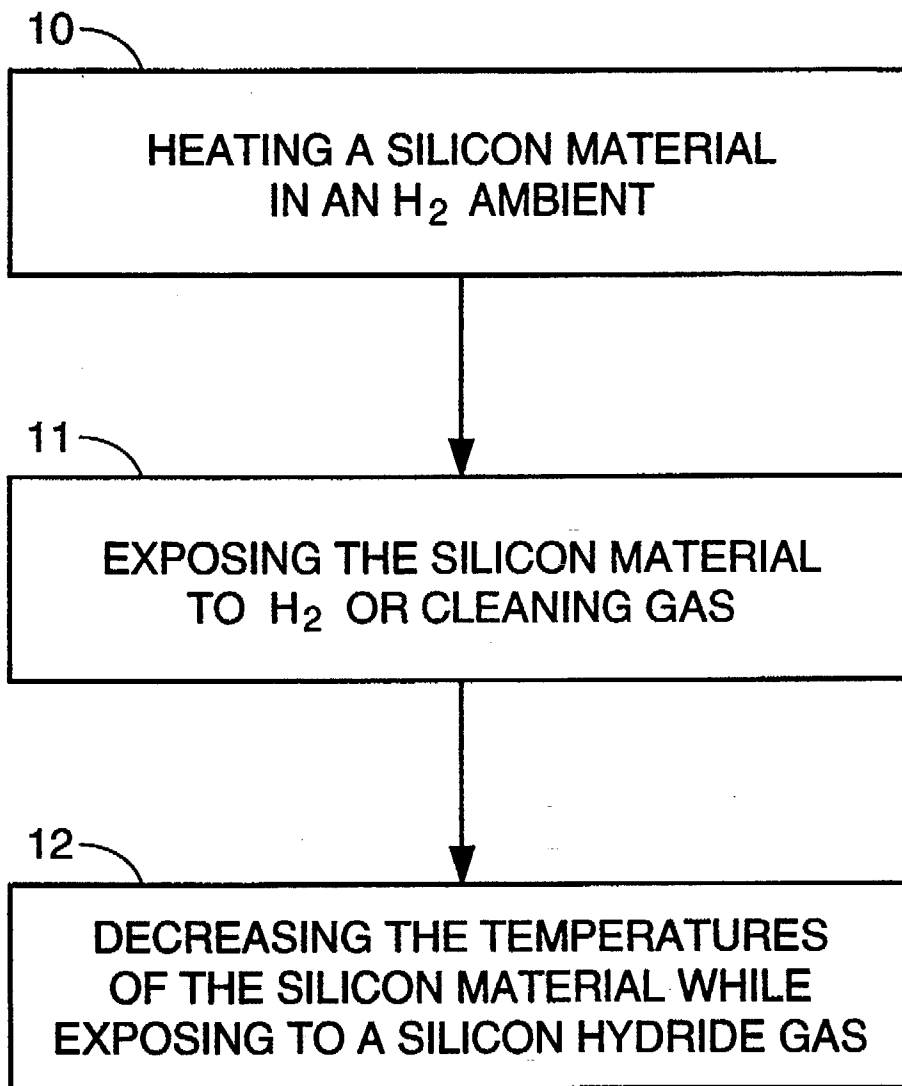 10
HEATING A SILICON MATERIAL
IN AN H₂ AMBIENT
11
EXPOSING THE SILICON MATERIAL
TO H₂ OR CLEANING GAS
12
DECREASING THE TEMPERATURES
OF THE SILICON MATERIAL WHILE
EXPOSING TO A SILICON HYDRIDE GAS